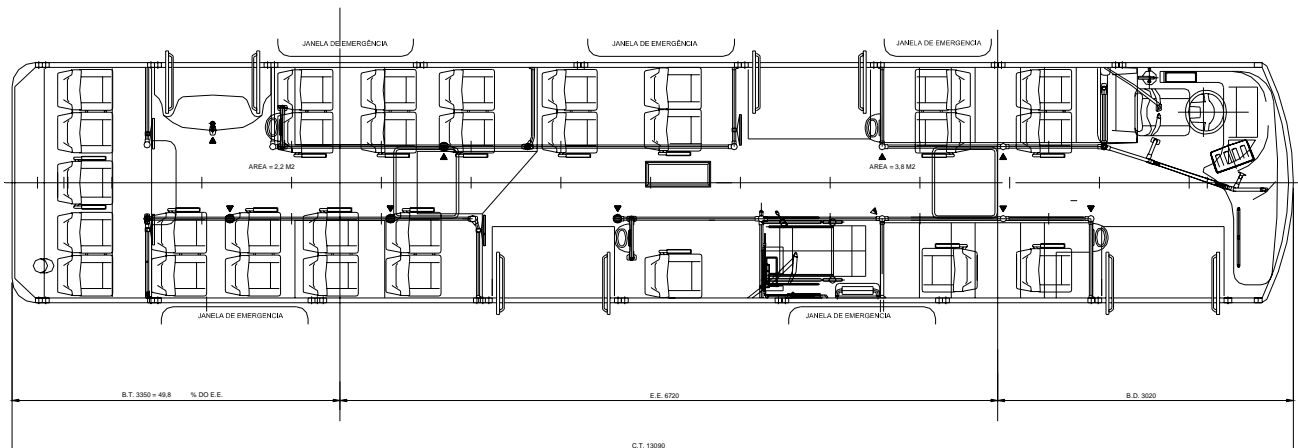 JANELA DE EMERGÊNCIA
JANELA DE EMERGÊNCIA
JANELA DE EMERGENCIA
AREA = 2,2 M2
AREA = 3,8 M2
JANELA DE EMERGENCIA
JANELA DE EMERGENCIA
B.T. 3350 = 49,8 % DO E.E.
E.E. 6720
B.D. 3020
C.T. 13090